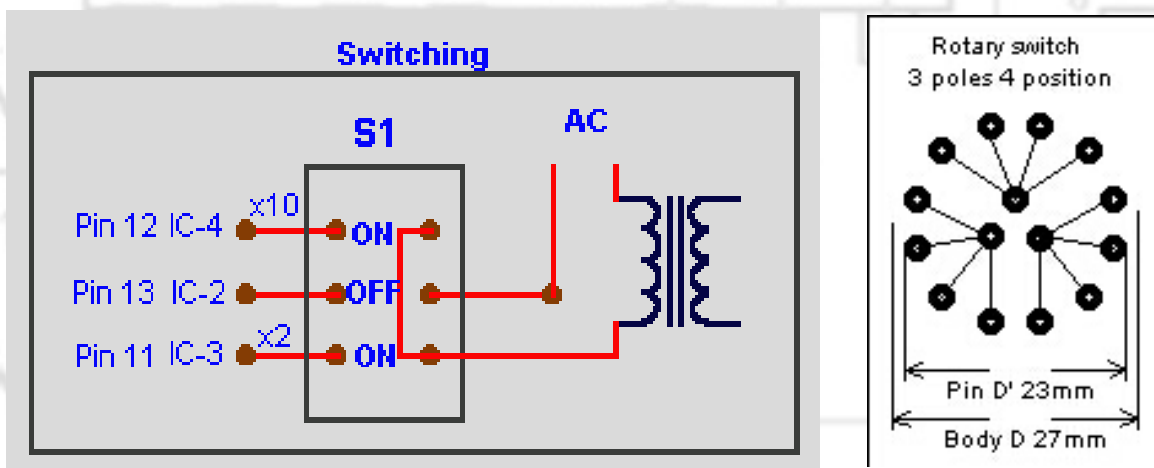 Switching
S1
AC
x10
Pin 12 IC-4
ON
Pin 13 IC-2
OFF
x2
Pin 11 IC-3
ON
Rotary switch
3 poles 4 position
Pin D' 23mm
Body D 27mm